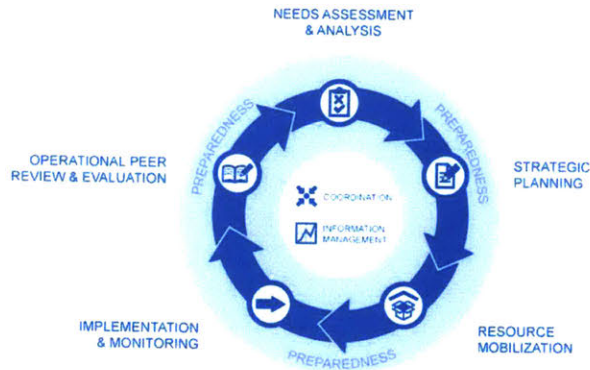 NEEDS ASSESSMENT
& ANALYSIS
PREPAREDNESS
PREPAREDNESS
OPERATIONAL PEER
REVIEW & EVALUATION
STRATEGIC
PLANNING
COORDINATION
INFORMATION
MANAGEMENT
IMPLEMENTATION
& MONITORING
RESOURCE
MOBILIZATION
PREPAREDNESS